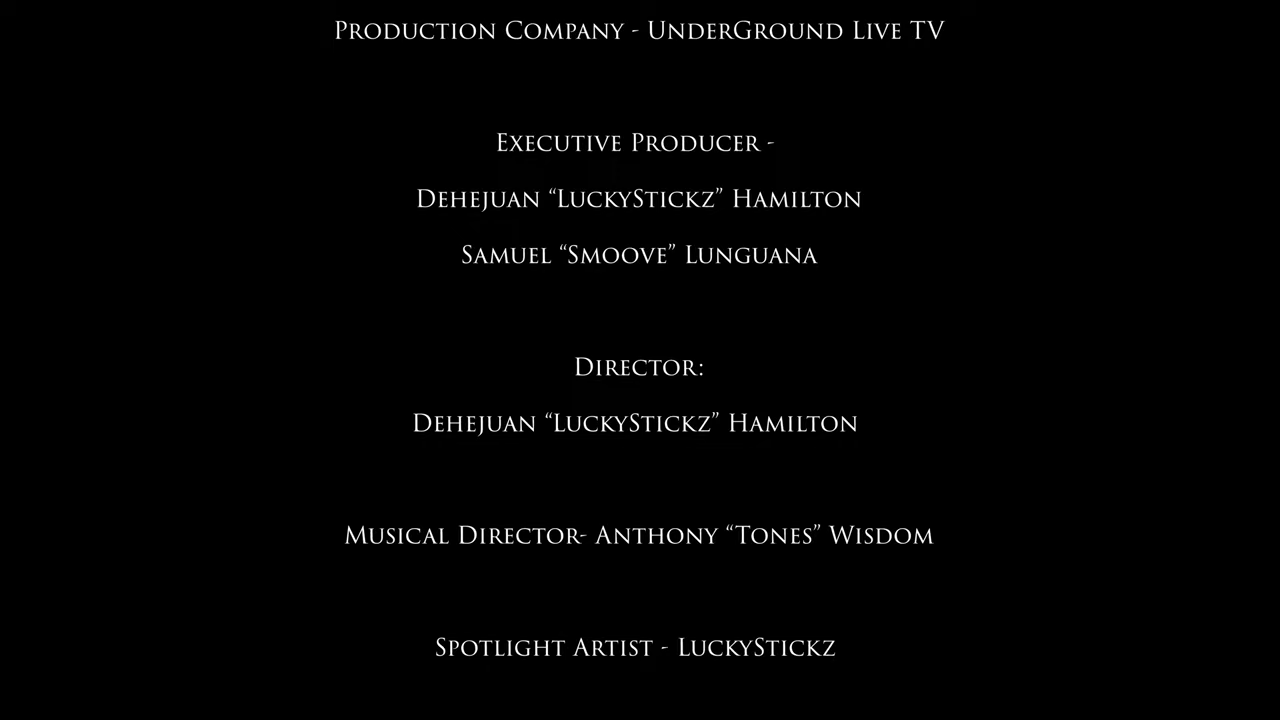 Production Company - UnderGround Live TV
Executive Producer -
Dehejuan “LuckyStickz” Hamilton
Samuel “Smoove” Lunguana
Director:
Dehejuan “LuckyStickz” Hamilton
Musical Director- Anthony “Tones” Wisdom
Spotlight Artist - LuckyStickz